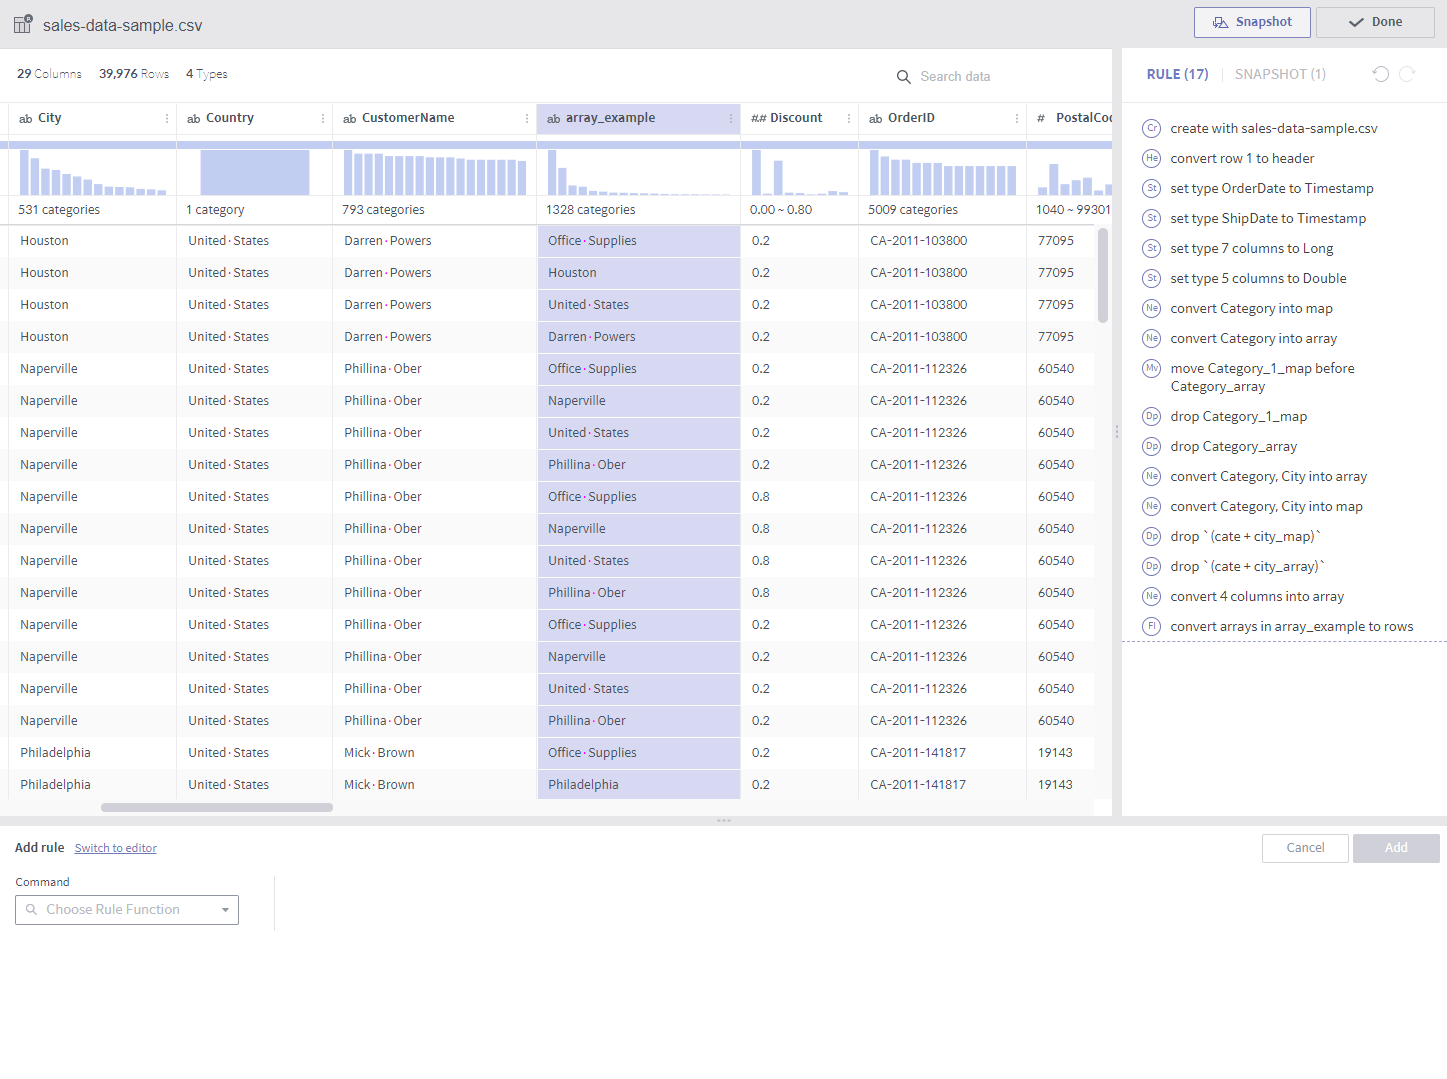 sales-data-sample.csv
Snapshot
Done
29 Columns 39,976 Rows 4 Types
Search data
RULE (17) SNAPSHOT (1)
ab City ab Country ab CustomerName ab array_example ## Discount ab OrderID # PostalCo
531 categories 1 category 793 categories 1328 categories 0.00 ~ 0.80 5009 categories 1040 ~ 99301
Houston United·States Darren·Powers Office·Supplies 0.2 CA-2011-103800 77095
Houston United·States Darren·Powers Houston 0.2 CA-2011-103800 77095
Houston United·States Darren·Powers United·States 0.2 CA-2011-103800 77095
Houston United·States Darren·Powers Darren·Powers 0.2 CA-2011-103800 77095
Naperville United·States Phillina·Ober Office·Supplies 0.2 CA-2011-112326 60540
Naperville United·States Phillina·Ober Naperville 0.2 CA-2011-112326 60540
Naperville United·States Phillina·Ober United·States 0.2 CA-2011-112326 60540
Naperville United·States Phillina·Ober Phillina·Ober 0.2 CA-2011-112326 60540
Naperville United·States Phillina·Ober Office·Supplies 0.8 CA-2011-112326 60540
Naperville United·States Phillina·Ober Naperville 0.8 CA-2011-112326 60540
Naperville United·States Phillina·Ober United·States 0.8 CA-2011-112326 60540
Naperville United·States Phillina·Ober Phillina·Ober 0.8 CA-2011-112326 60540
Naperville United·States Phillina·Ober Office·Supplies 0.2 CA-2011-112326 60540
Naperville United·States Phillina·Ober Naperville 0.2 CA-2011-112326 60540
Naperville United·States Phillina·Ober United·States 0.2 CA-2011-112326 60540
Naperville United·States Phillina·Ober Phillina·Ober 0.2 CA-2011-112326 60540
Philadelphia United·States Mick·Brown Office·Supplies 0.2 CA-2011-141817 19143
Philadelphia United·States Mick·Brown Philadelphia 0.2 CA-2011-141817 19143
Cr create with sales-data-sample.csv
He convert row 1 to header
St set type OrderDate to Timestamp
St set type ShipDate to Timestamp
St set type 7 columns to Long
St set type 5 columns to Double
Ne convert Category into map
Ne convert Category into array
Mv move Category_1_map before
Category_array
Dp drop Category_1_map
Dp drop Category_array
Ne convert Category, City into array
Ne convert Category, City into map
Dp drop `(cate + city_map)`
Dp drop `(cate + city_array)`
Ne convert 4 columns into array
Fl convert arrays in array_example to rows
Add rule Switch to editor
Cancel
Add
Command
Choose Rule Function